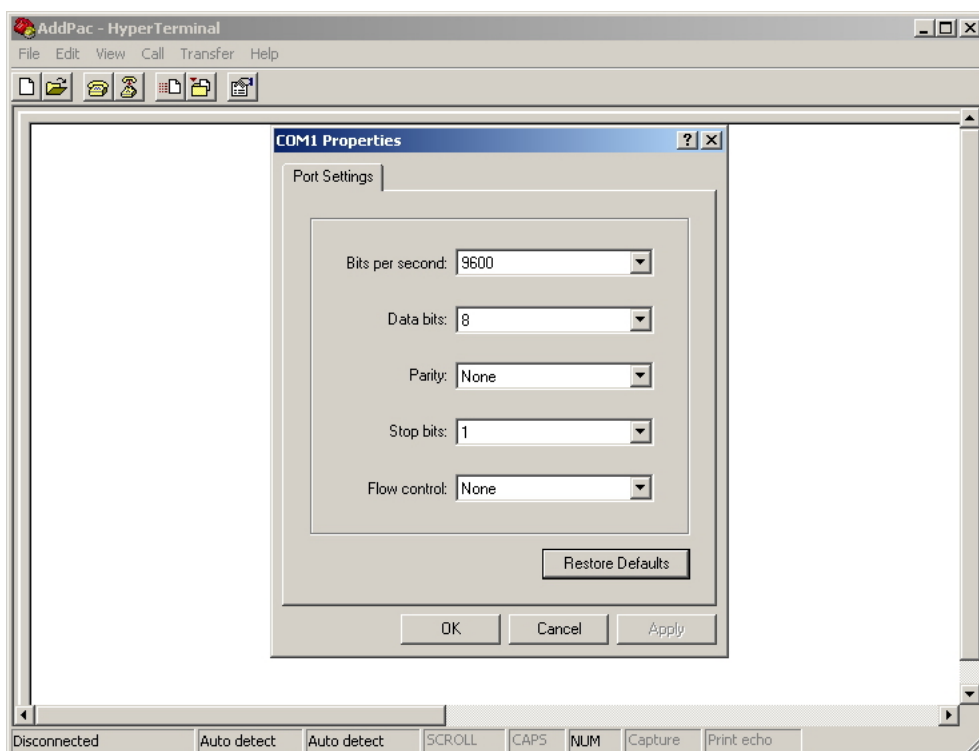 AddPac - HyperTerminal
File Edit View Call Transfer Help
COM1 Properties
Port Settings
Bits per second: 9600
Data bits: 8
Parity: None
Stop bits: 1
Flow control: None
Restore Defaults
OK Cancel Apply
Disconnected Auto detect Auto detect SCROLL CAPS NUM Capture Print echo